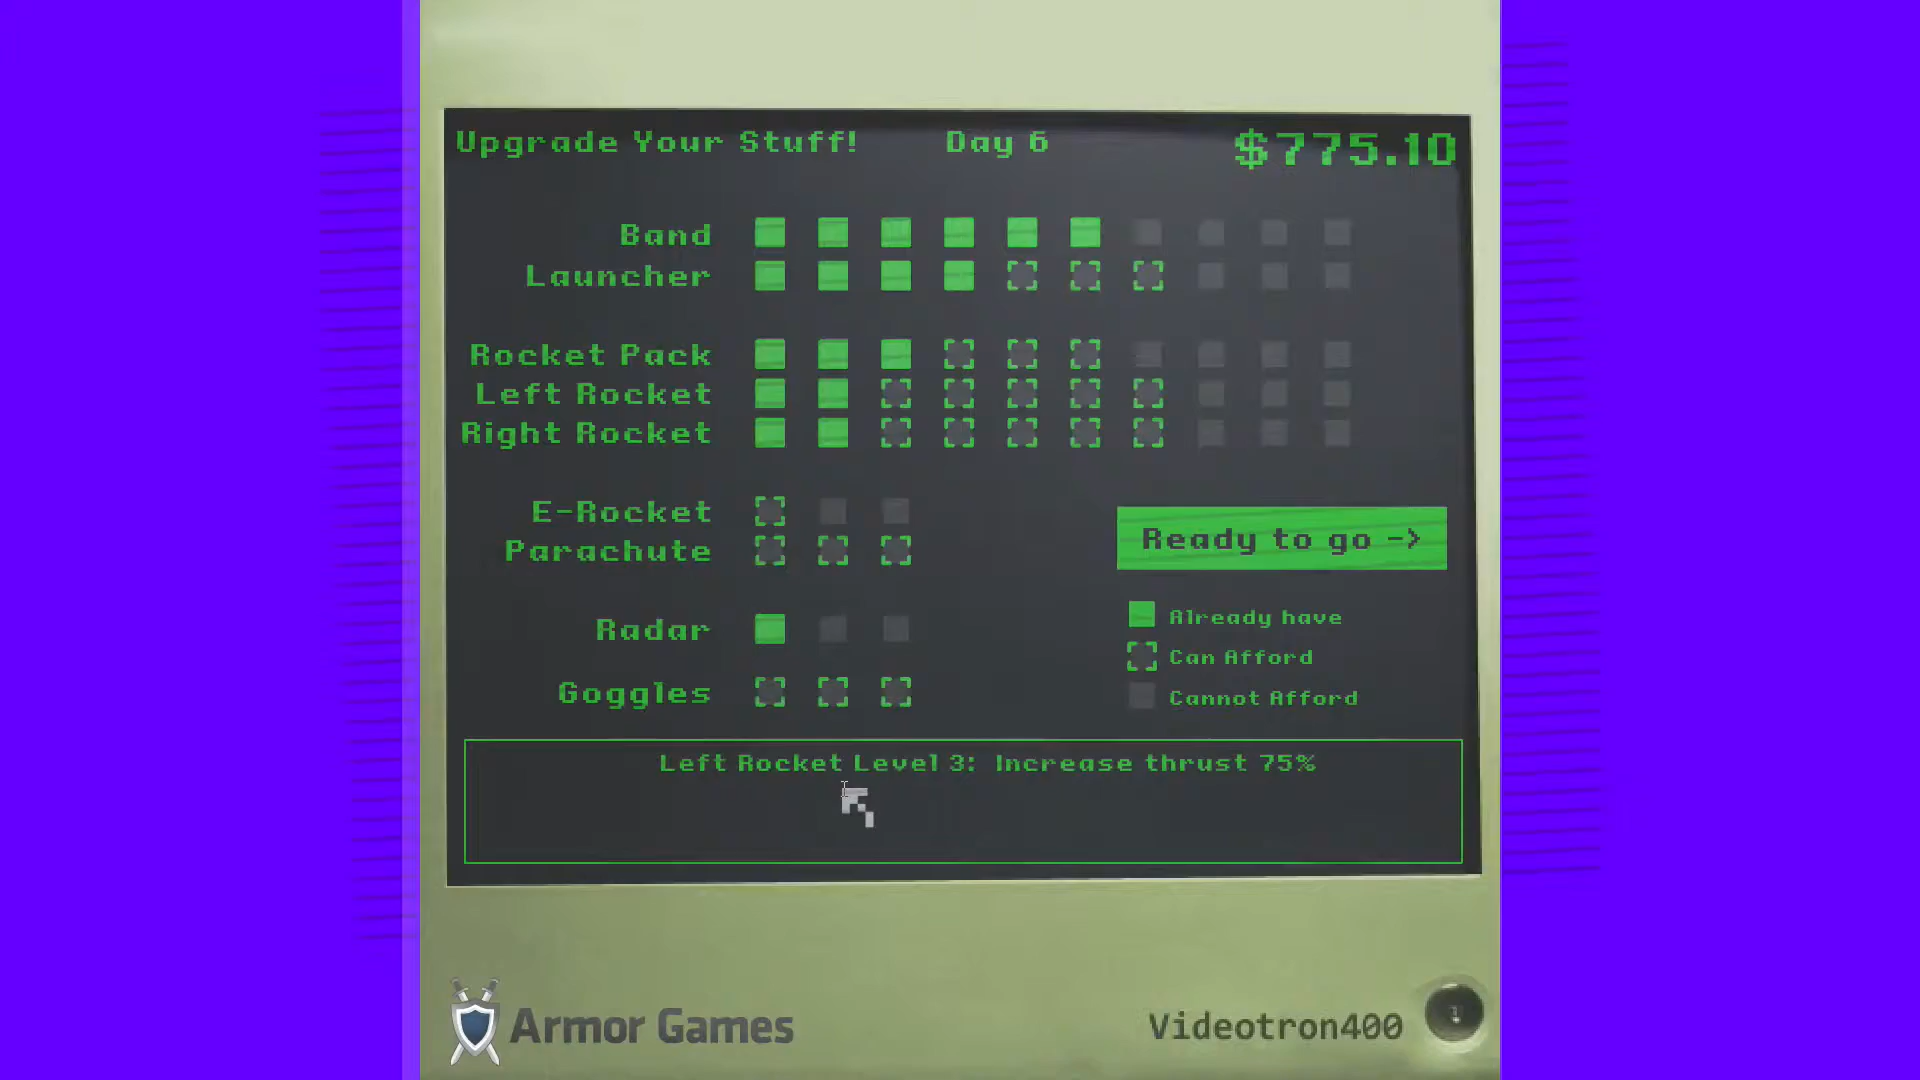 Upgrade Your Stuff! Day 6 $775.10
Band
Launcher
Rocket Pack
Left Rocket
Right Rocket
E-Rocket
Parachute
Ready to go ->
Radar
Already have
Can Afford
Goggles
Cannot Afford
Left Rocket Level 3: Increase thrust 75%
Armor Games
Videotron400